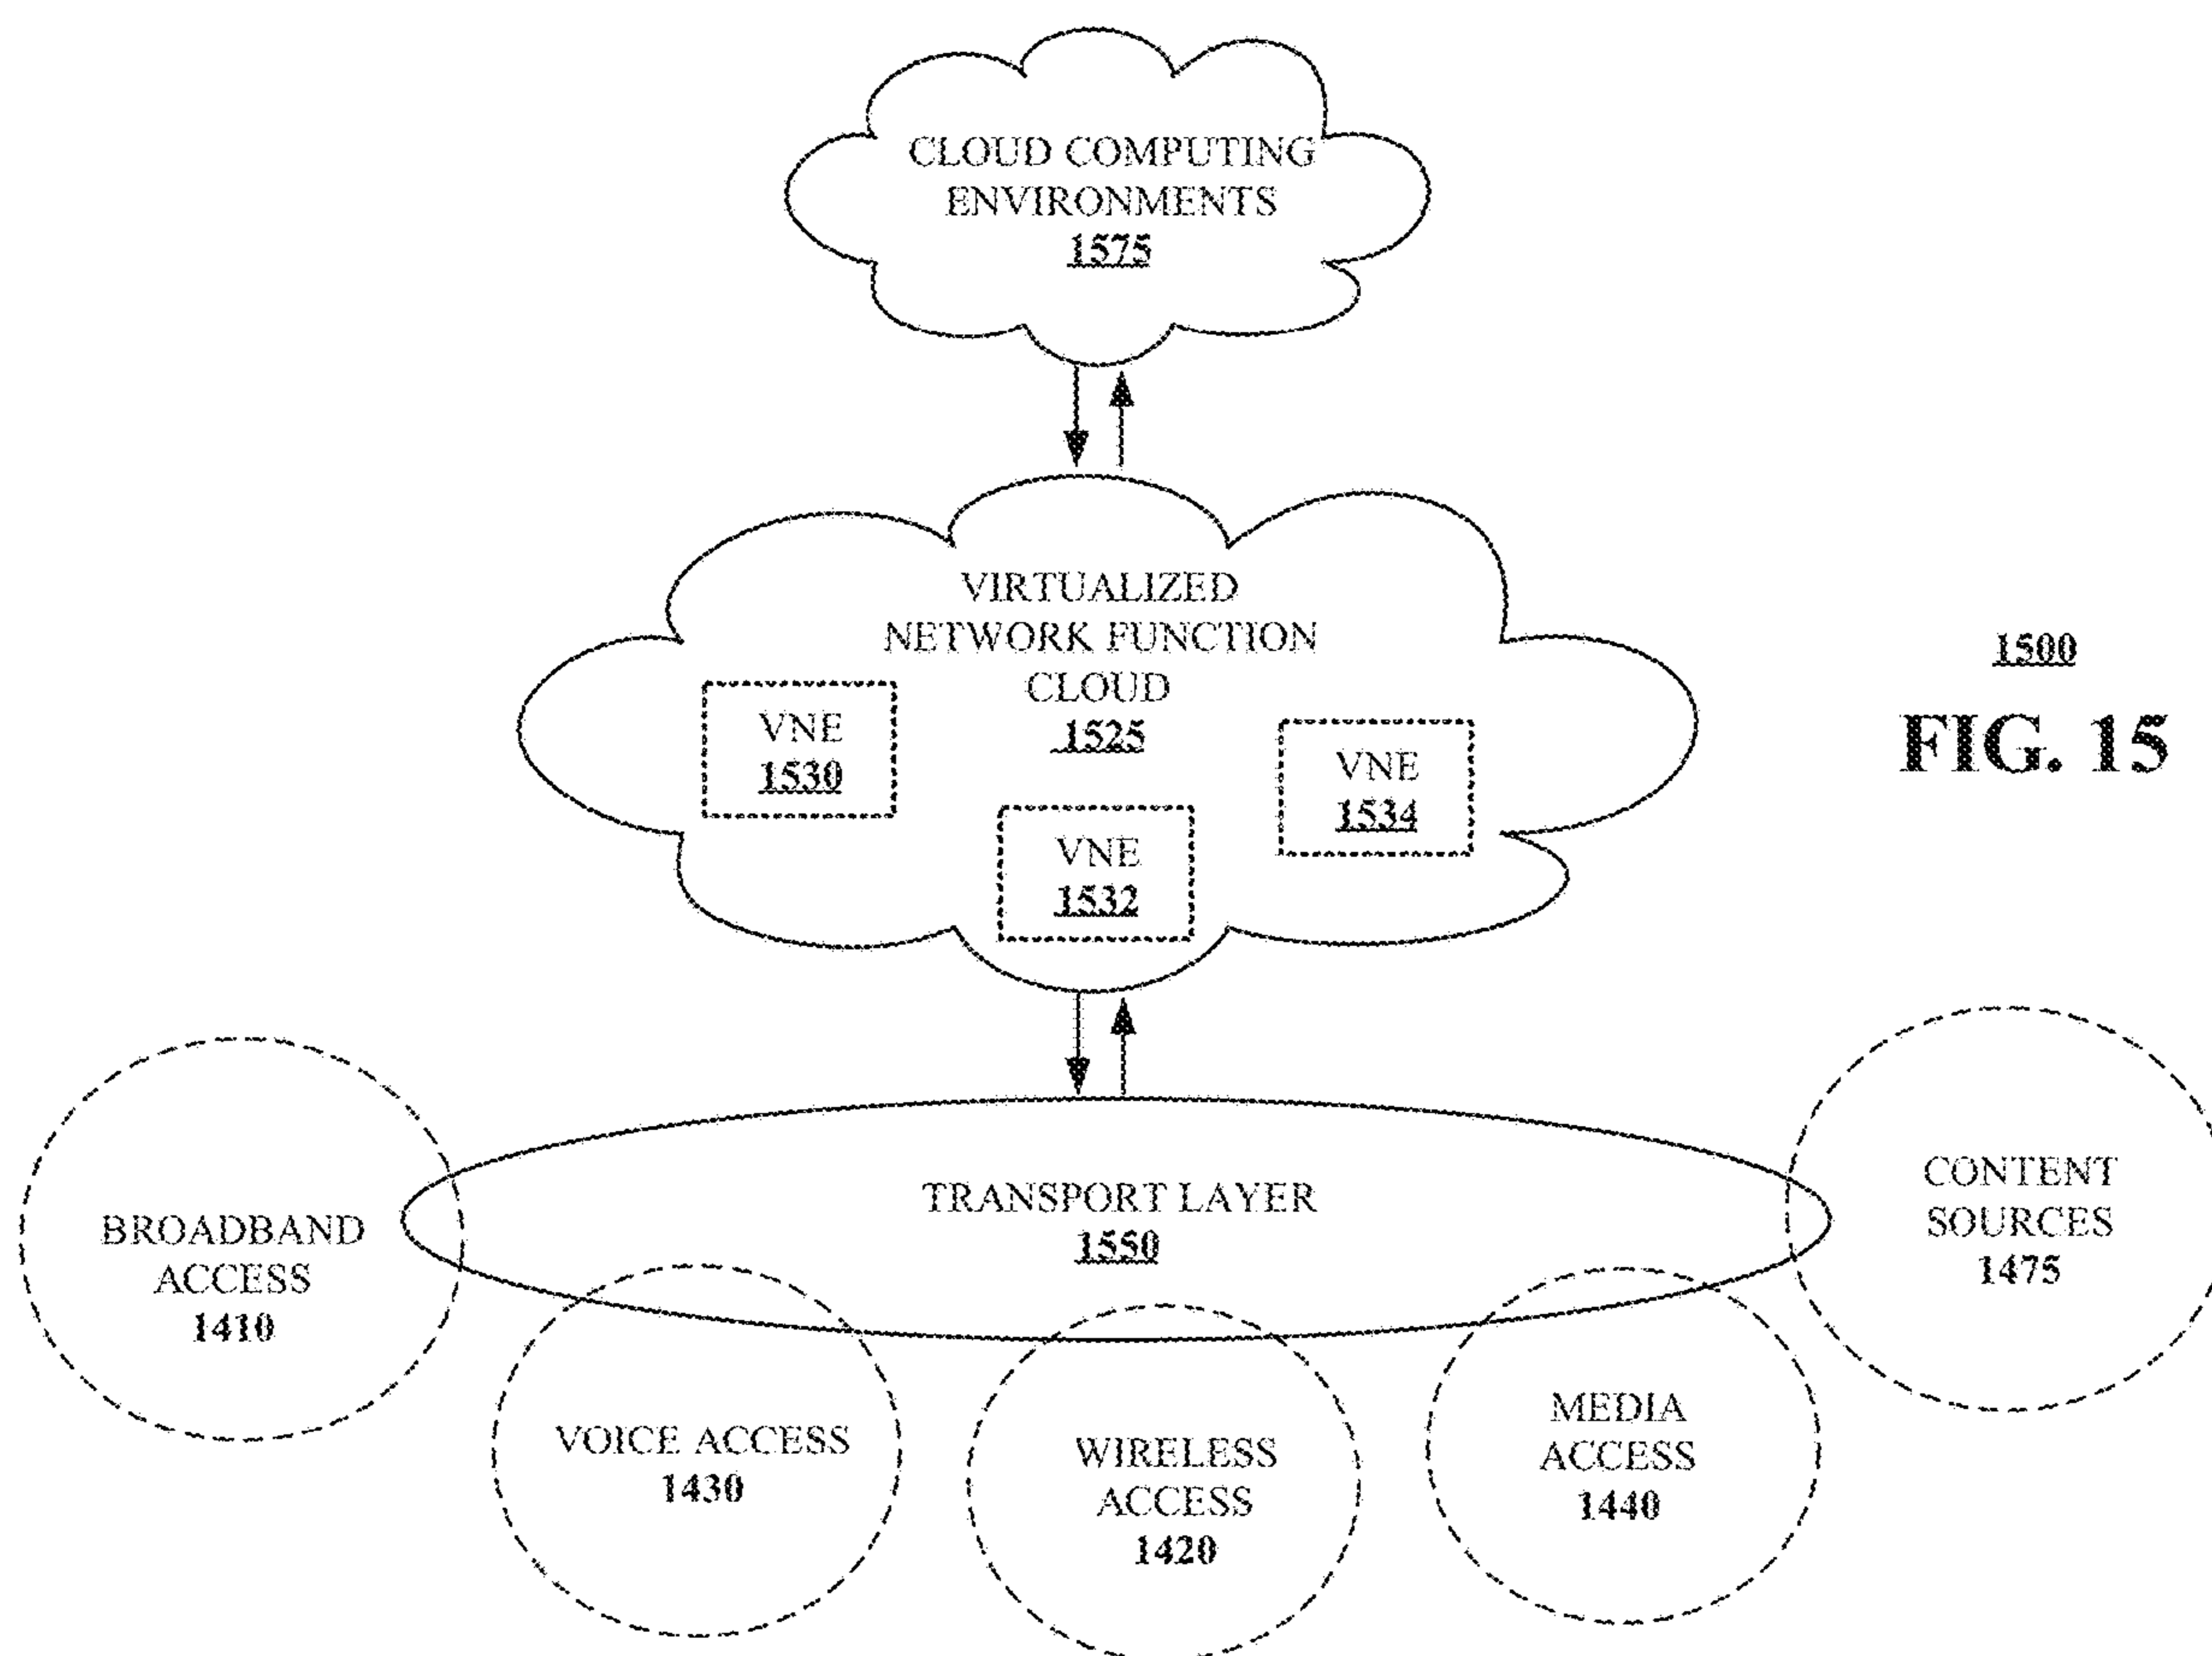 CLOUD COMPUTING
ENVIRONMENTS
1575
VIRTUALIZED
NETWORK FUNCTION
CLOUD
1525
VNE
1530
VNE
1532
VNE
1534
1500
FIG. 15
TRANSPORT LAYER
1550
BROADBAND
ACCESS
1410
VOICE ACCESS
1430
WIRELESS
ACCESS
1420
MEDIA
ACCESS
1440
CONTENT
SOURCES
1475